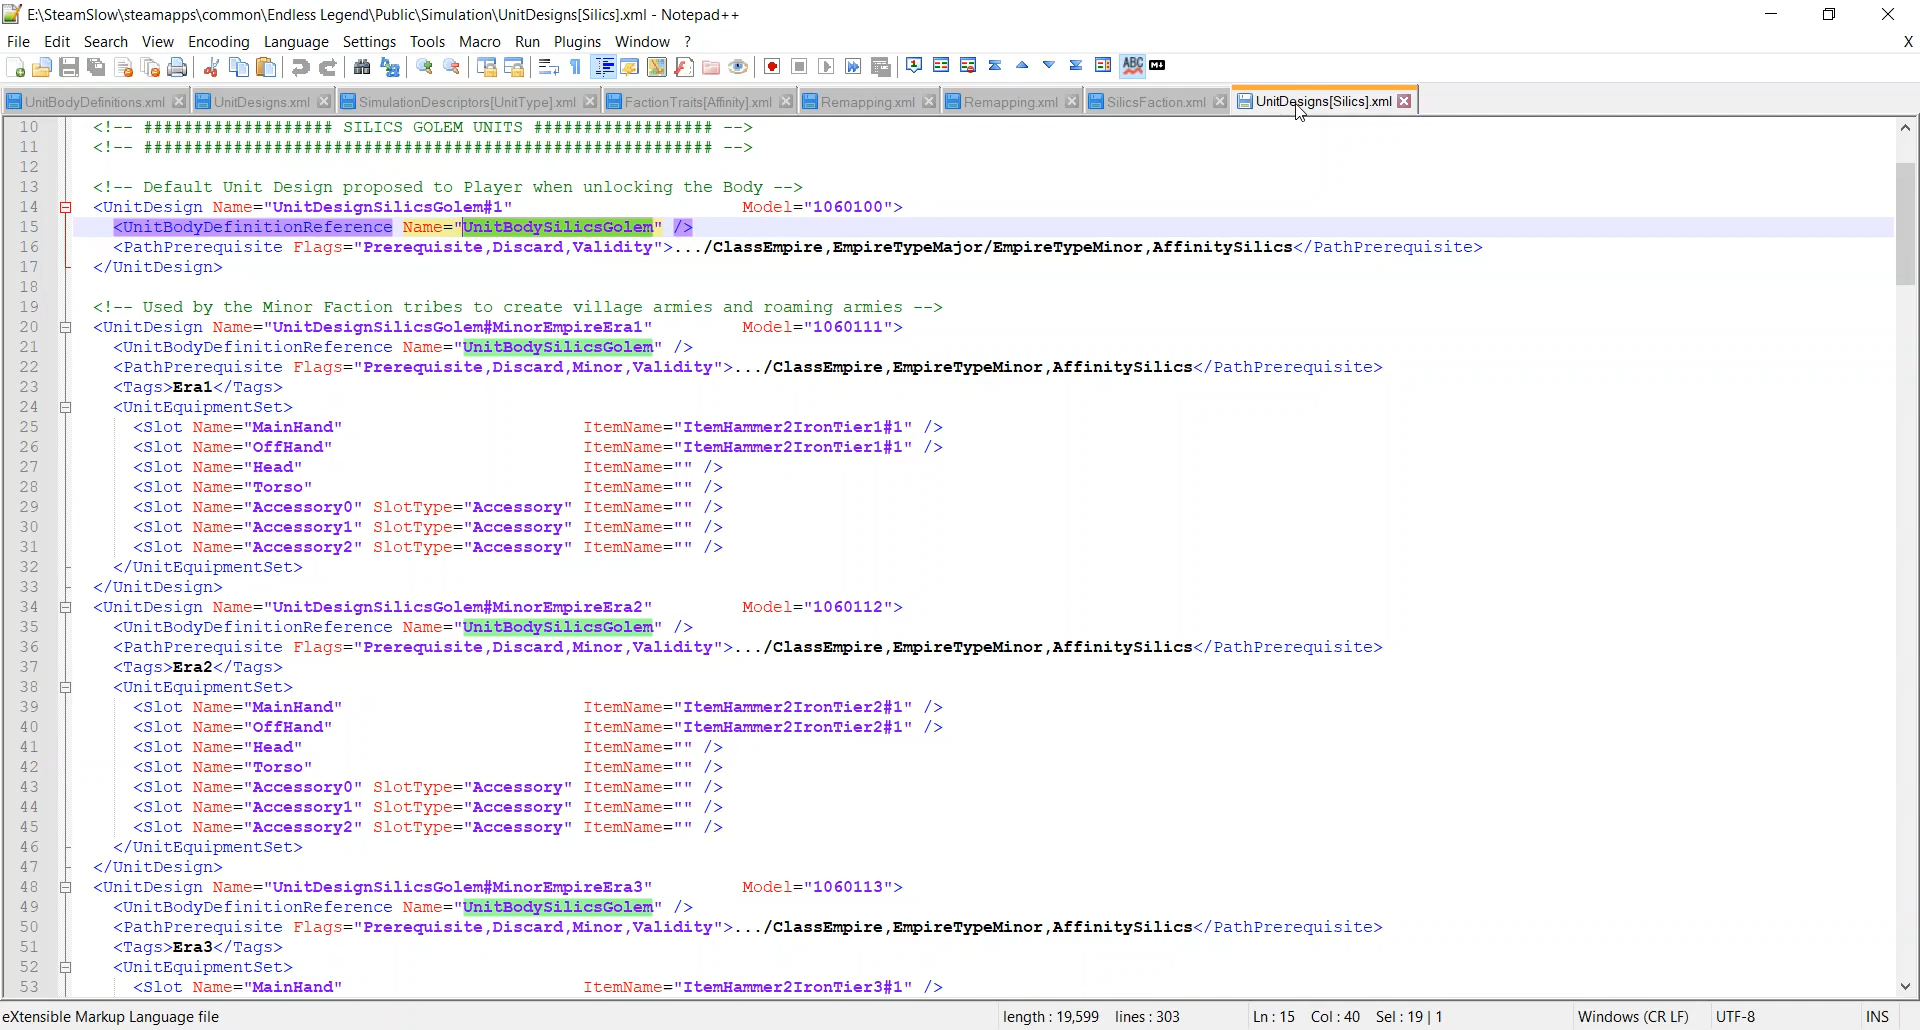 E:\SteamSlow\steamapps\common\Endless Legend\Public\Simulation\UnitDesigns[Silics].xml - Notepad++
File Edit Search View Encoding Language Settings Tools Macro Run Plugins Window ? X
UnitBodyDefinitions.xml UnitDesigns.xml SimulationDescriptors[UnitType].xml FactionTraits[Affinity].xml Remapping.xml Remapping.xml SilicsFaction.xml UnitDesigns[Silics].xml
10 <!-- ################### SILICS GOLEM UNITS ################## -->
11 <!-- ######################################################### -->
12
13 <!-- Default Unit Design proposed to Player when unlocking the Body -->
14 <UnitDesign Name="UnitDesignSilicsGolem#1" Model="1060100">
15 <UnitBodyDefinitionReference Name="UnitBodySilicsGolem" />
16 <PathPrerequisite Flags="Prerequisite,Discard,Validity">.../ClassEmpire,EmpireTypeMajor/EmpireTypeMinor,AffinitySilics</PathPrerequisite>
17 </UnitDesign>
18
19 <!-- Used by the Minor Faction tribes to create village armies and roaming armies -->
20 <UnitDesign Name="UnitDesignSilicsGolem#MinorEmpireEra1" Model="1060111">
21 <UnitBodyDefinitionReference Name="UnitBodySilicsGolem" />
22 <PathPrerequisite Flags="Prerequisite,Discard,Minor,Validity">.../ClassEmpire,EmpireTypeMinor,AffinitySilics</PathPrerequisite>
23 <Tags>Era1</Tags>
24 <UnitEquipmentSet>
25 <Slot Name="MainHand" ItemName="ItemHammer2IronTier1#1" />
26 <Slot Name="OffHand" ItemName="ItemHammer2IronTier1#1" />
27 <Slot Name="Head" ItemName="" />
28 <Slot Name="Torso" ItemName="" />
29 <Slot Name="Accessory0" SlotType="Accessory" ItemName="" />
30 <Slot Name="Accessory1" SlotType="Accessory" ItemName="" />
31 <Slot Name="Accessory2" SlotType="Accessory" ItemName="" />
32 </UnitEquipmentSet>
33 </UnitDesign>
34 <UnitDesign Name="UnitDesignSilicsGolem#MinorEmpireEra2" Model="1060112">
35 <UnitBodyDefinitionReference Name="UnitBodySilicsGolem" />
36 <PathPrerequisite Flags="Prerequisite,Discard,Minor,Validity">.../ClassEmpire,EmpireTypeMinor,AffinitySilics</PathPrerequisite>
37 <Tags>Era2</Tags>
38 <UnitEquipmentSet>
39 <Slot Name="MainHand" ItemName="ItemHammer2IronTier2#1" />
40 <Slot Name="OffHand" ItemName="ItemHammer2IronTier2#1" />
41 <Slot Name="Head" ItemName="" />
42 <Slot Name="Torso" ItemName="" />
43 <Slot Name="Accessory0" SlotType="Accessory" ItemName="" />
44 <Slot Name="Accessory1" SlotType="Accessory" ItemName="" />
45 <Slot Name="Accessory2" SlotType="Accessory" ItemName="" />
46 </UnitEquipmentSet>
47 </UnitDesign>
48 <UnitDesign Name="UnitDesignSilicsGolem#MinorEmpireEra3" Model="1060113">
49 <UnitBodyDefinitionReference Name="UnitBodySilicsGolem" />
50 <PathPrerequisite Flags="Prerequisite,Discard,Minor,Validity">.../ClassEmpire,EmpireTypeMinor,AffinitySilics</PathPrerequisite>
51 <Tags>Era3</Tags>
52 <UnitEquipmentSet>
53 <Slot Name="MainHand" ItemName="ItemHammer2IronTier3#1" />
eXtensible Markup Language file length : 19,599 lines : 303 Ln : 15 Col : 40 Sel : 19 | 1 Windows (CR LF) UTF-8 INS